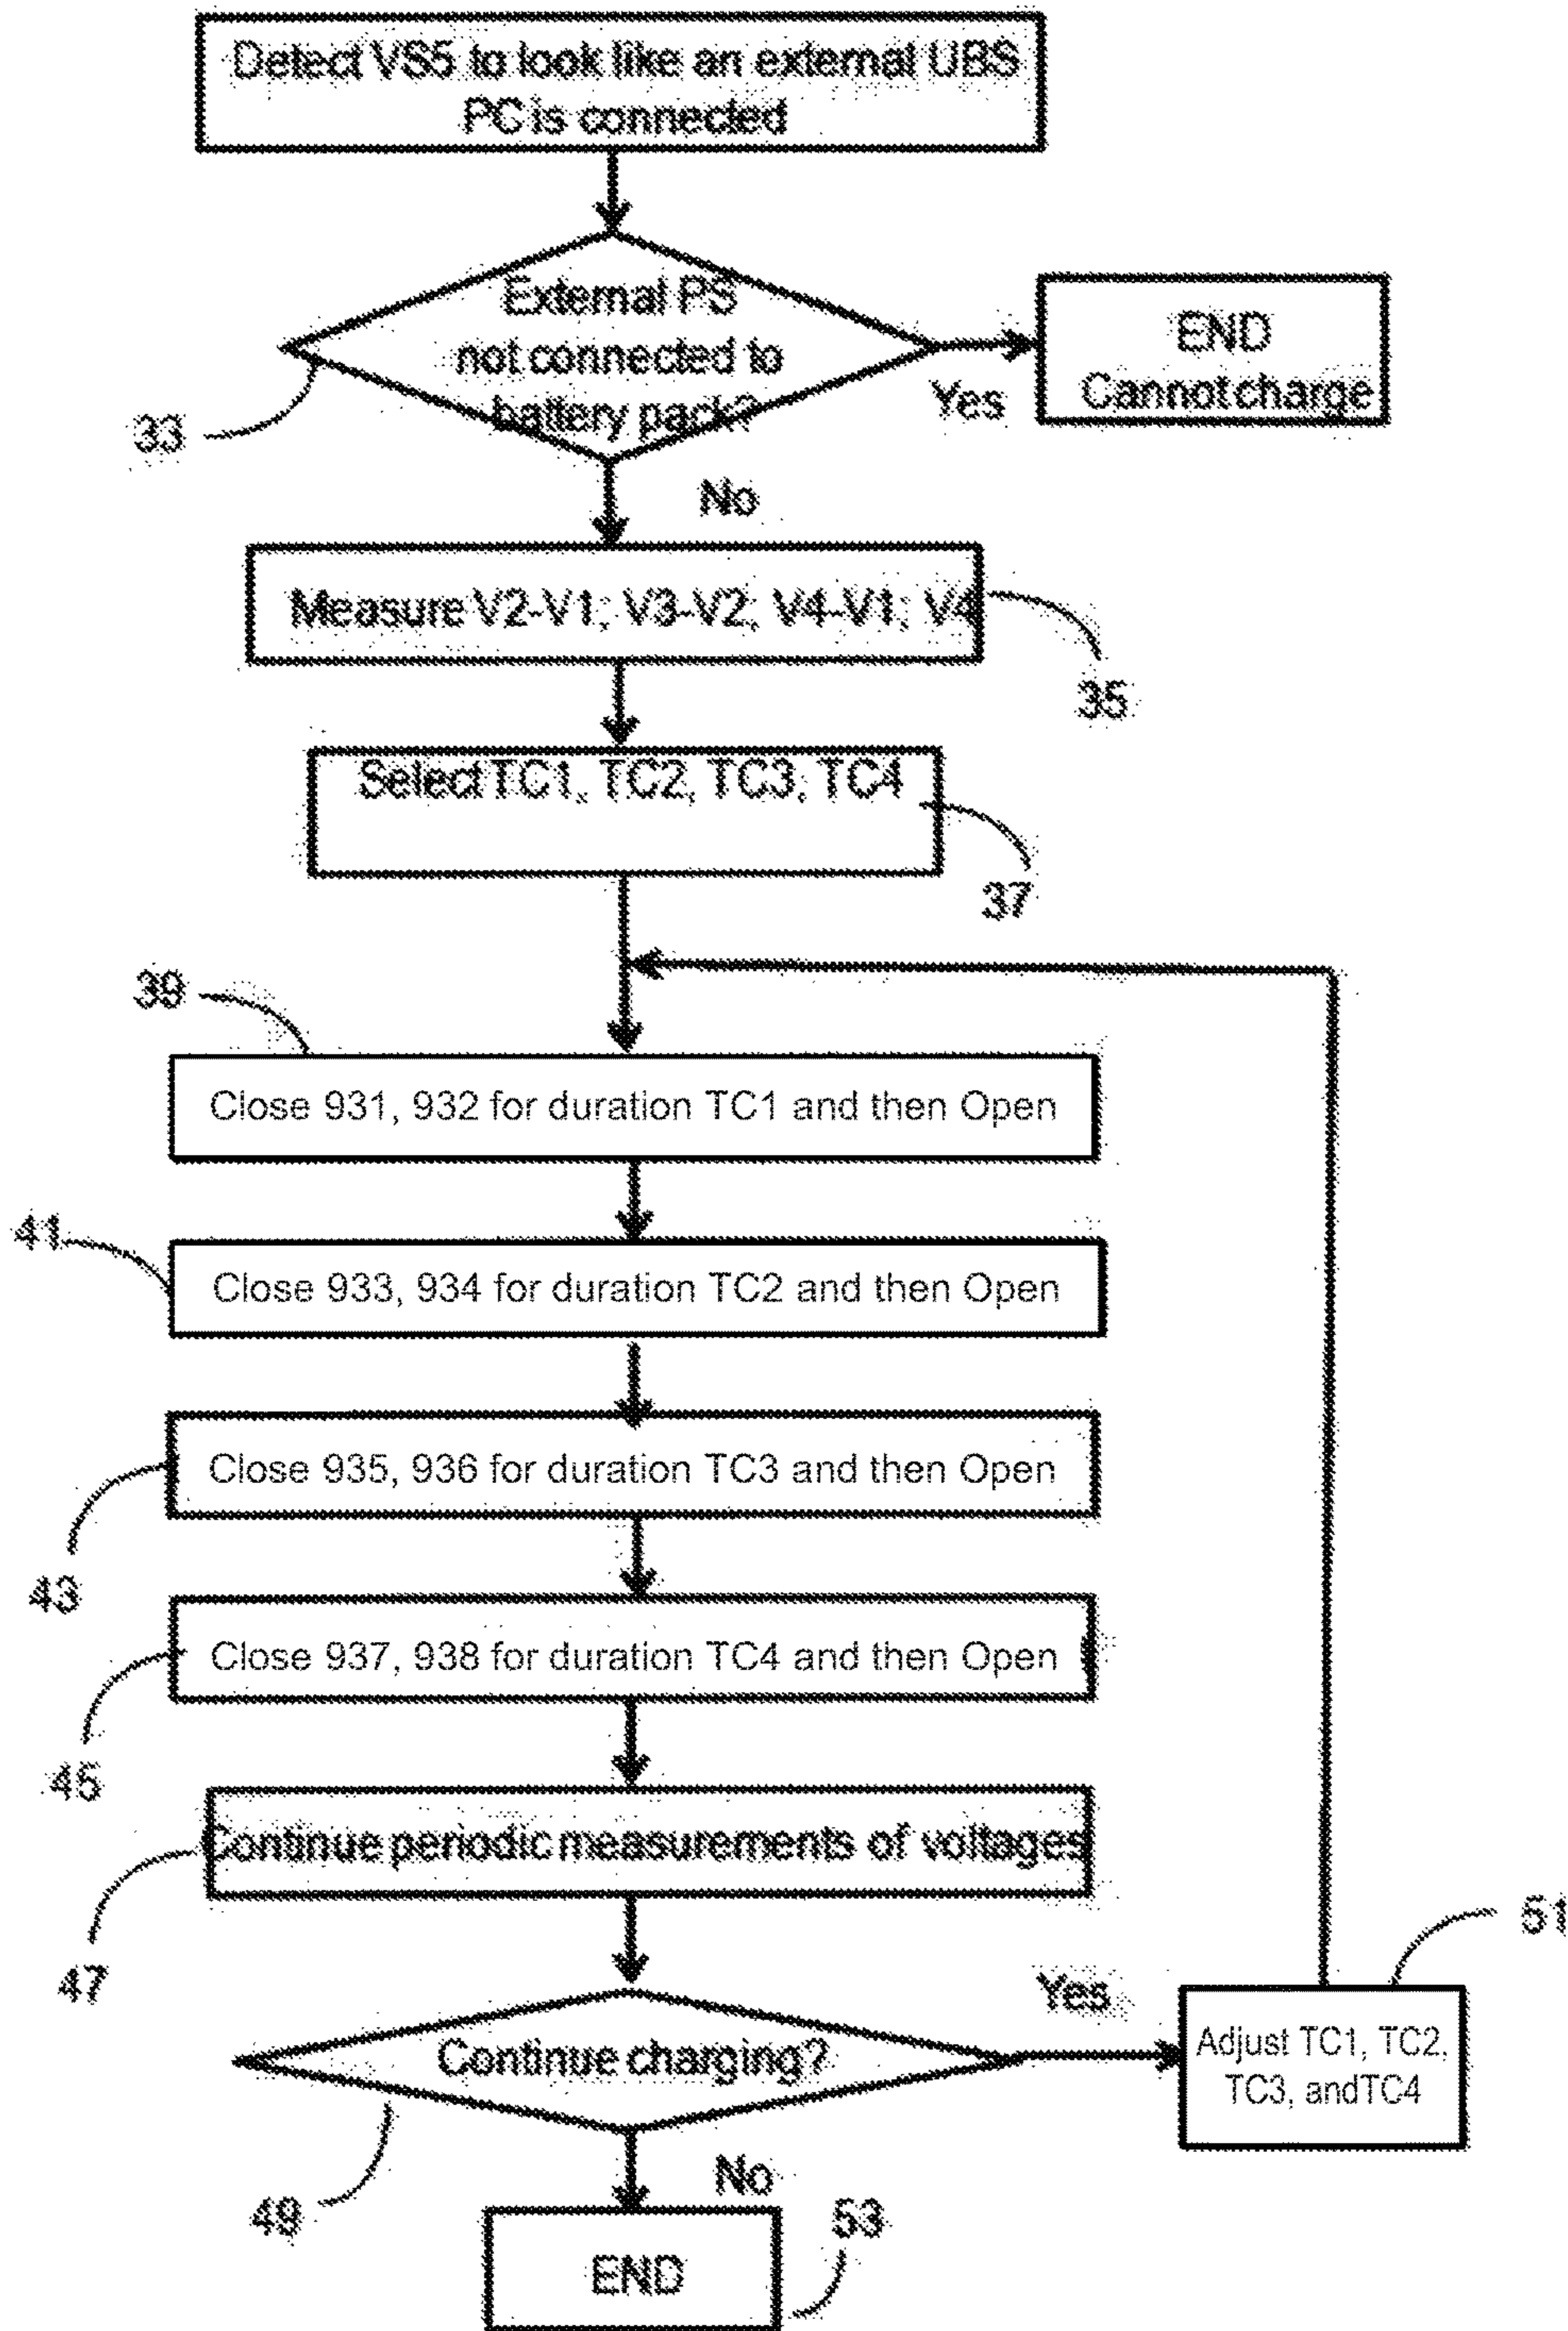 Detect VS5 to look like an external UBS
PC is connected
External PS
not connected to
battery pack?
33
Yes
END
Cannot charge
No
Measure V2-V1; V3-V2; V4-V1; V4
35
Select TC1, TC2, TC3, TC4
37
39
Close 931, 932 for duration TC1 and then Open
41
Close 933, 934 for duration TC2 and then Open
Close 935, 936 for duration TC3 and then Open
43
Close 937, 938 for duration TC4 and then Open
45
Continue periodic measurements of voltages
47
51
Yes
Continue charging?
Adjust TC1, TC2,
TC3, andTC4
49
No
53
END